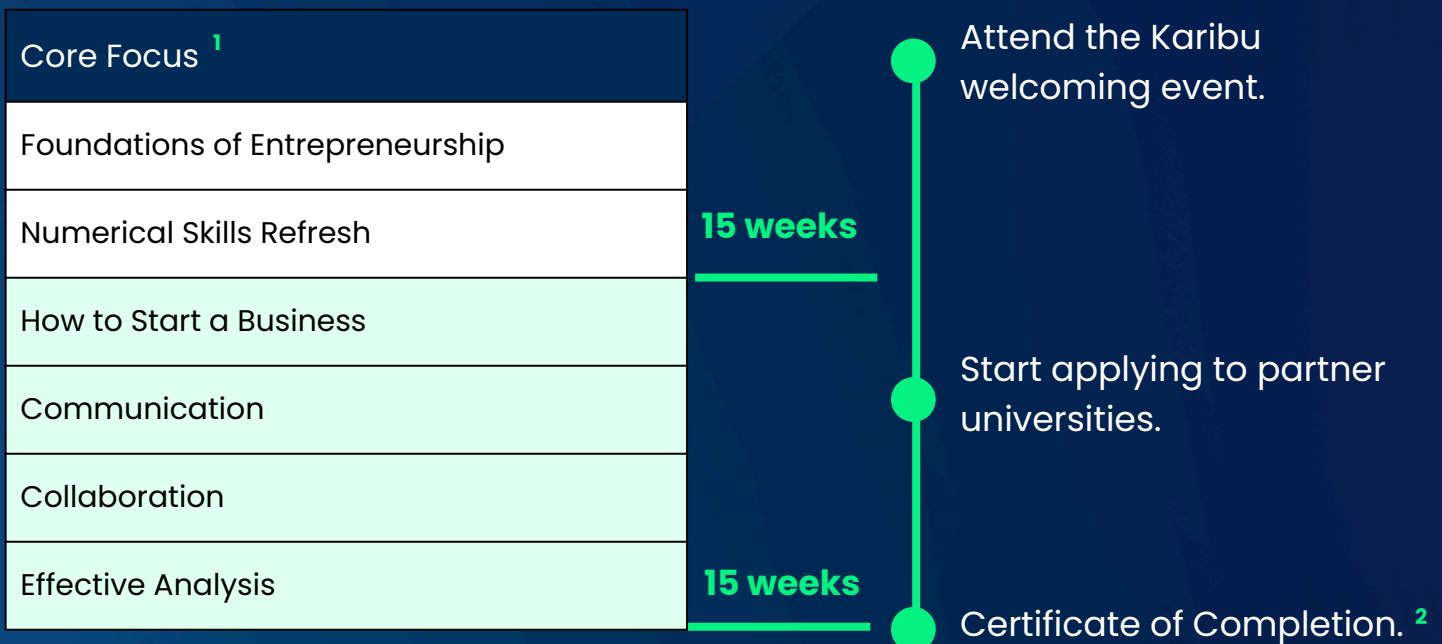 Core Focus 1
Foundations of Entrepreneurship
Numerical Skills Refresh
15 weeks
How to Start a Business
Communication
Collaboration
Effective Analysis
15 weeks
Attend the Karibu
welcoming event.
Start applying to partner
universities.
Certificate of Completion. 2